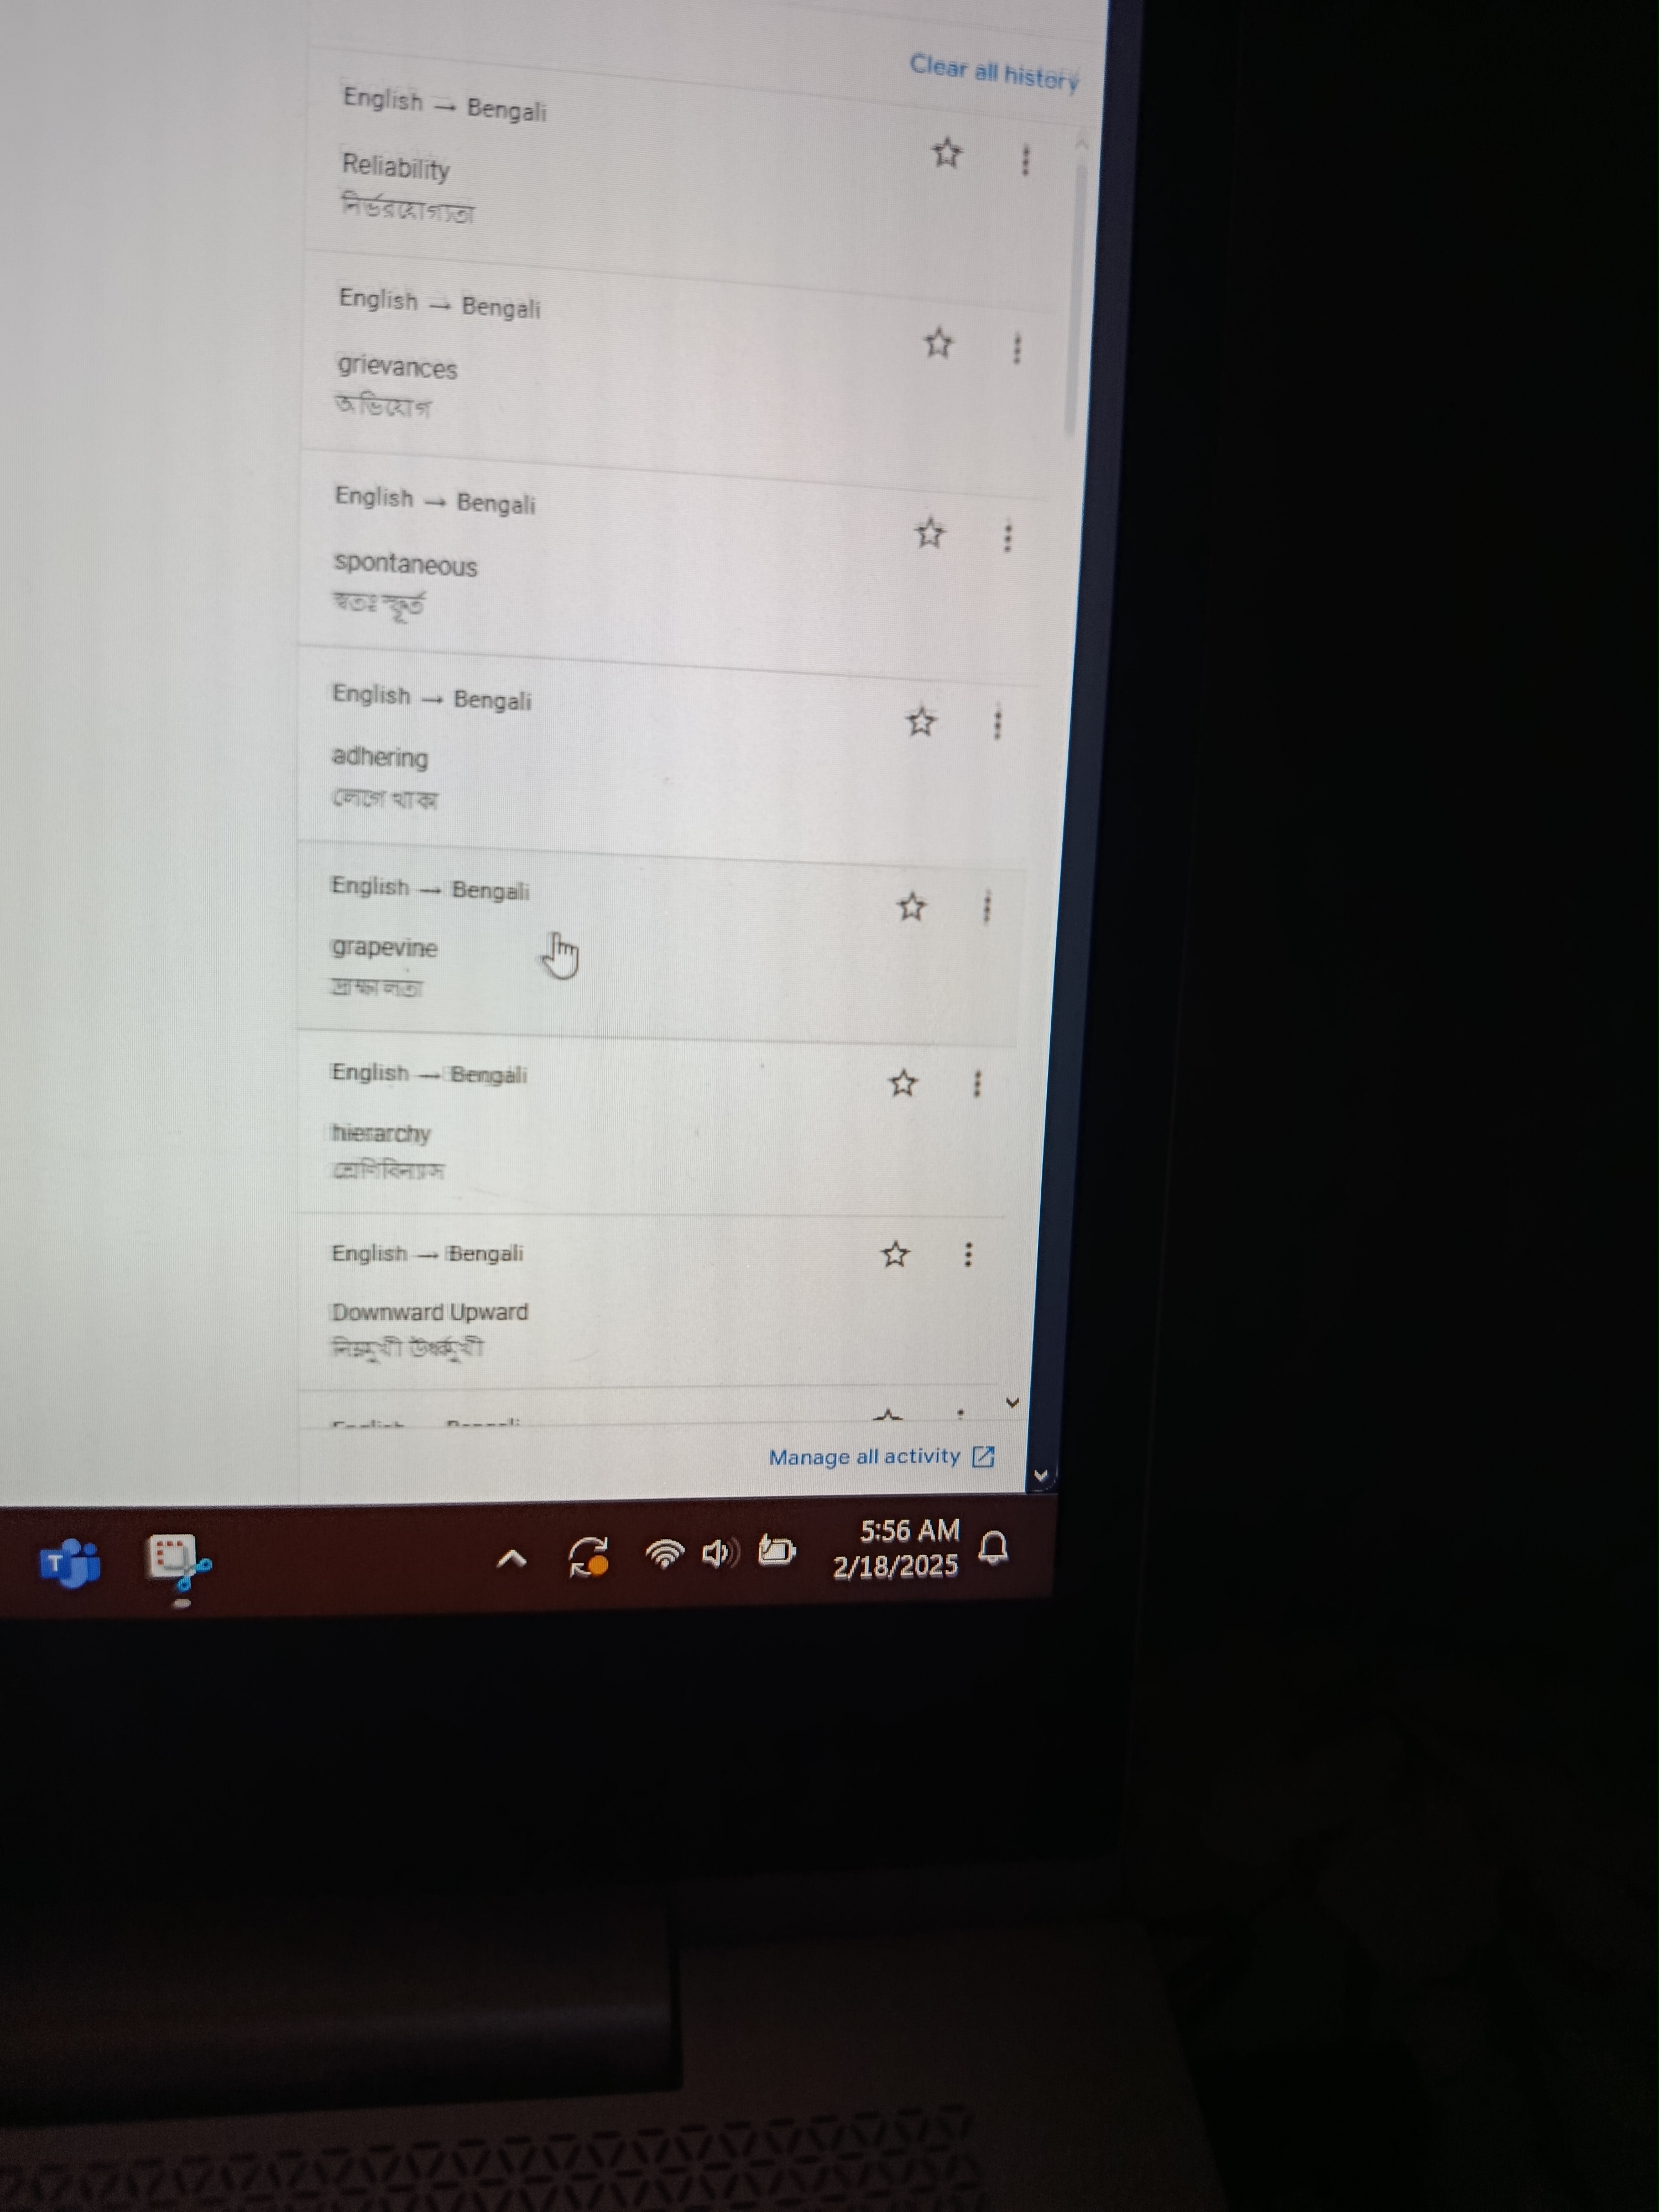 Clear all history
English → Bengali
Reliability
নির্ভরযোগ্যতা
English → Bengali
grievances
অভিযোগ
English → Bengali
spontaneous
স্বতঃস্ফূর্ত
English → Bengali
adhering
লেগে থাকা
English → Bengali
grapevine
দ্রাক্ষালতা
English → Bengali
hierarchy
শ্রেণিবিন্যাস
English → Bengali
Downward Upward
নিম্নমুখী ঊর্ধ্বমুখী
English Bengali
Manage all activity
T
5:56 AM
2/18/2025